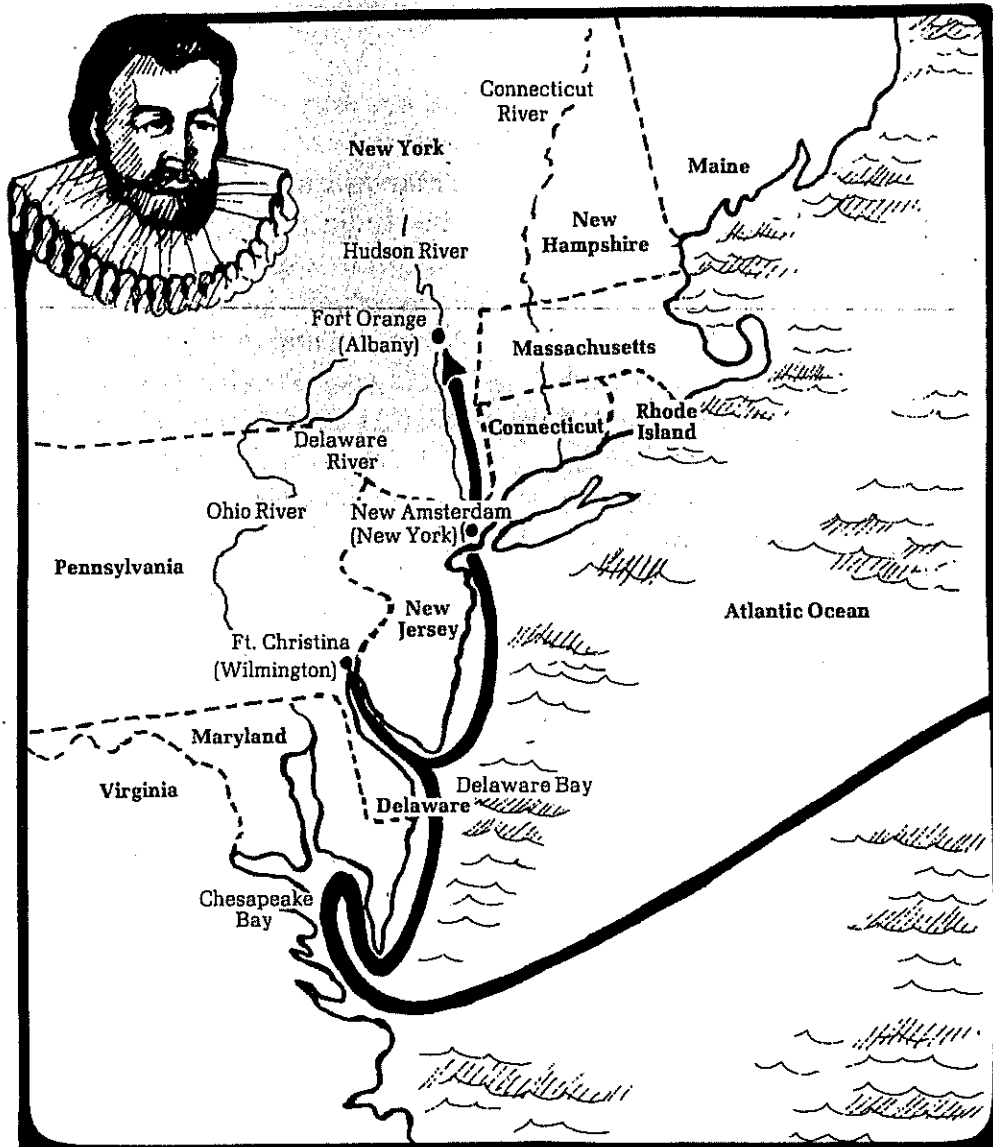 Connecticut
River
New York
Maine
New
Hampshire
Hudson River
Fort Orange
(Albany)
Massachusetts
Rhode
Island
Connecticut
Delaware
River
Ohio River
New Amsterdam
(New York)
Pennsylvania
New
Jersey
Atlantic Ocean
Ft. Christina
(Wilmington)
Maryland
Virginia
Delaware Bay
Delaware
Chesapeake
Bay